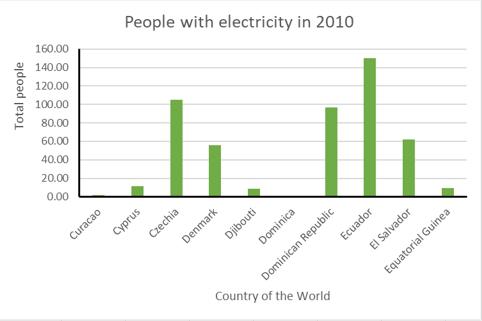 People with electricity in 2010
Total people
160.00
140.00
120.00
100.00
80.00
60.00
40.00
20.00
0.00
Curacao
Cyprus
Czechia
Denmark
Djibouti
Dominica
Dominican Republic
Ecuador
El Salvador
Equatorial Guinea
Country of the World